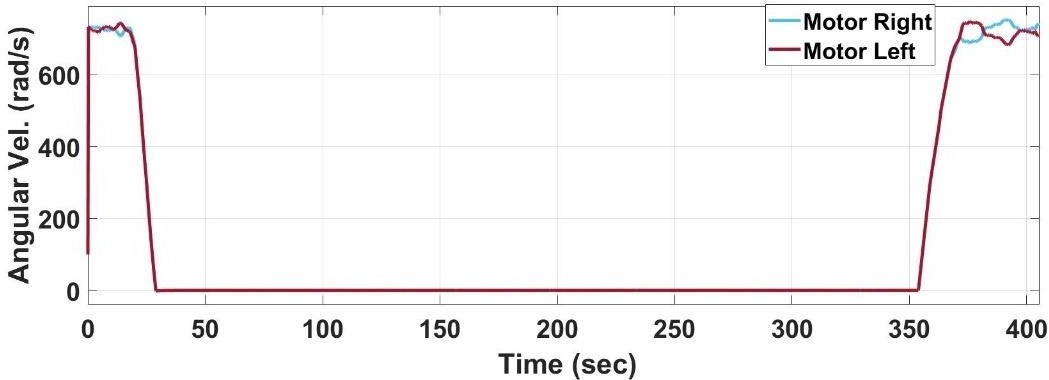 Motor Right
Motor Left
Angular Vel. (rad/s)
600
400
200
0
0 50 100 150 200 250 300 350 400
Time (sec)